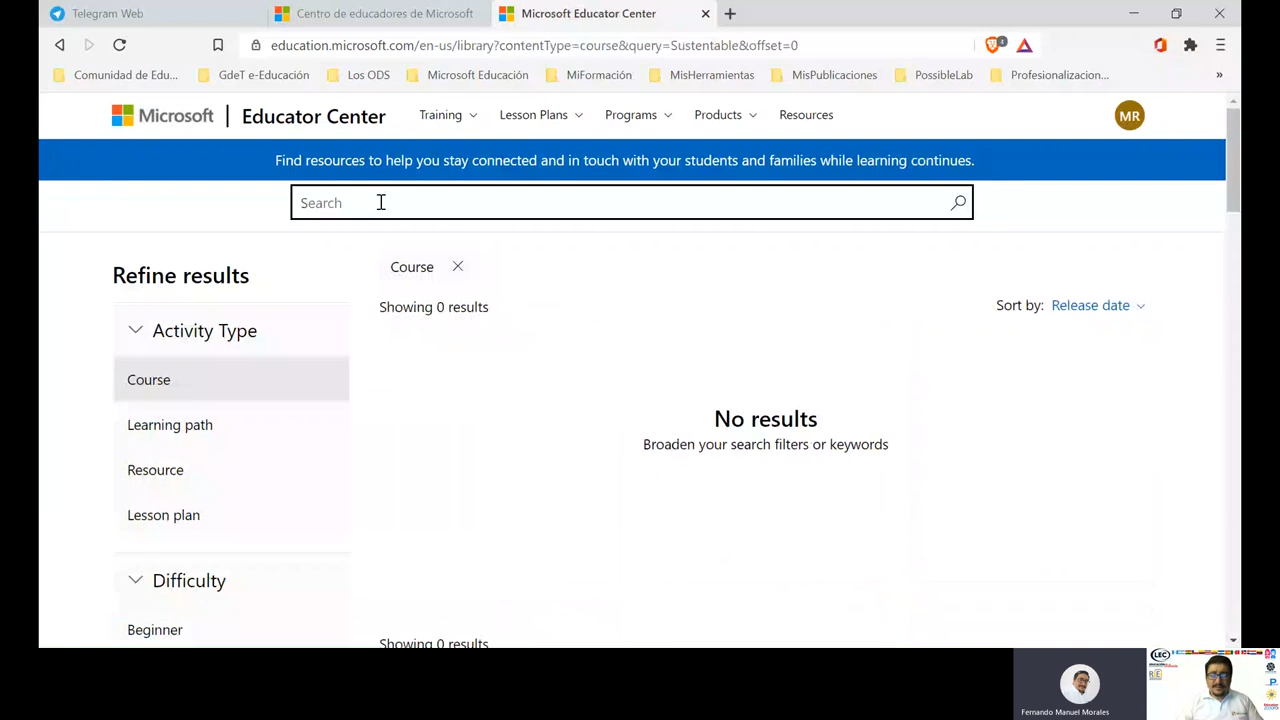 Telegram Web
Centro de educadores de Microsoft
Microsoft Educator Center
education.microsoft.com/en-us/library?contentType=course&query=Sustentable&offset=0
Comunidad de Edu...
GdeT e-Educación
Los ODS
Microsoft Educación
MiFormación
MisHerramientas
MisPublicaciones
PossibleLab
Profesionalizacion...
»
Microsoft | Educator Center
Training
Lesson Plans
Programs
Products
Resources
MR
Find resources to help you stay connected and in touch with your students and families while learning continues.
Search
Refine results
Course
Showing 0 results
Sort by: Release date
Activity Type
Course
Learning path
Resource
Lesson plan
No results
Broaden your search filters or keywords
Difficulty
Beginner
Showing 0 results
Fernando Manuel Morales
LEC